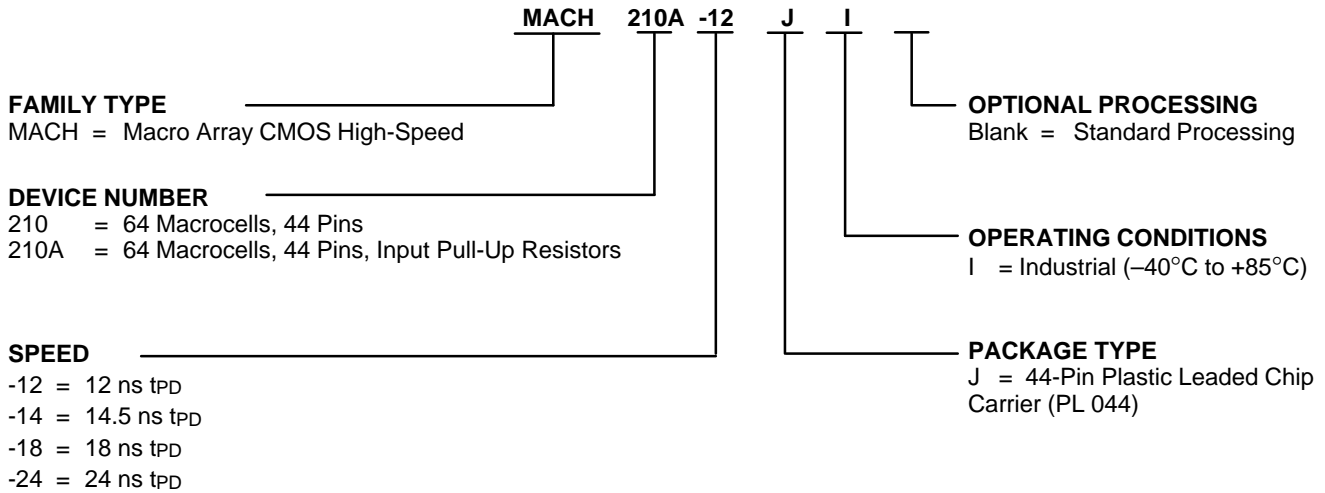 MACH 210A -12 J I
FAMILY TYPE
MACH = Macro Array CMOS High-Speed
DEVICE NUMBER
210 = 64 Macrocells, 44 Pins
210A = 64 Macrocells, 44 Pins, Input Pull-Up Resistors
SPEED
-12 = 12 ns tPD
-14 = 14.5 ns tPD
-18 = 18 ns tPD
-24 = 24 ns tPD
OPTIONAL PROCESSING
Blank = Standard Processing
OPERATING CONDITIONS
I = Industrial (–40°C to +85°C)
PACKAGE TYPE
J = 44-Pin Plastic Leaded Chip
Carrier (PL 044)